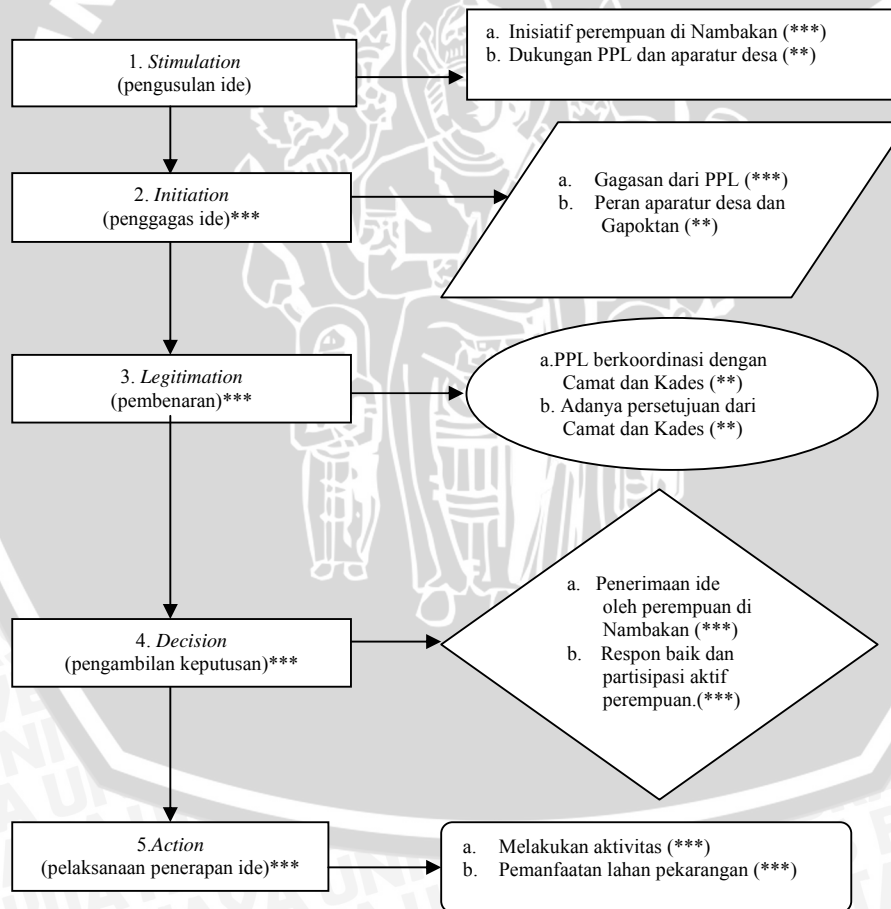 1. Stimulation
(pengusulan ide)
a. Inisiatif perempuan di Nambakan (***)
b. Dukungan PPL dan aparatur desa (**)
2. Initiation
(penggagas ide)***
a. Gagasan dari PPL (***)
b. Peran aparatur desa dan
Gapoktan (**)
3. Legitimation
(pembenaran)***
a.PPL berkoordinasi dengan
Camat dan Kades (**)
b. Adanya persetujuan dari
Camat dan Kades (**)
4. Decision
(pengambilan keputusan)***
a. Penerimaan ide
oleh perempuan di
Nambakan (***)
b. Respon baik dan
partisipasi aktif
perempuan.(***)
5.Action
(pelaksanaan penerapan ide)***
a. Melakukan aktivitas (***)
b. Pemanfaatan lahan pekarangan (***)